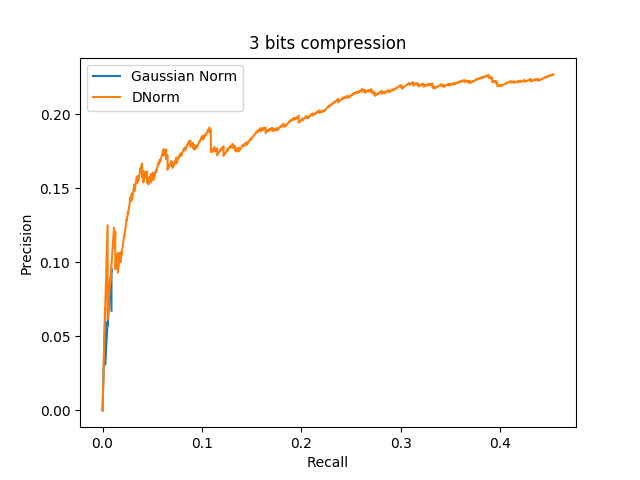 3 bits compression
Gaussian Norm
DNorm
0.20
0.15
0.10
0.05
0.00
Precision
0.0 0.1 0.2 0.3 0.4
Recall